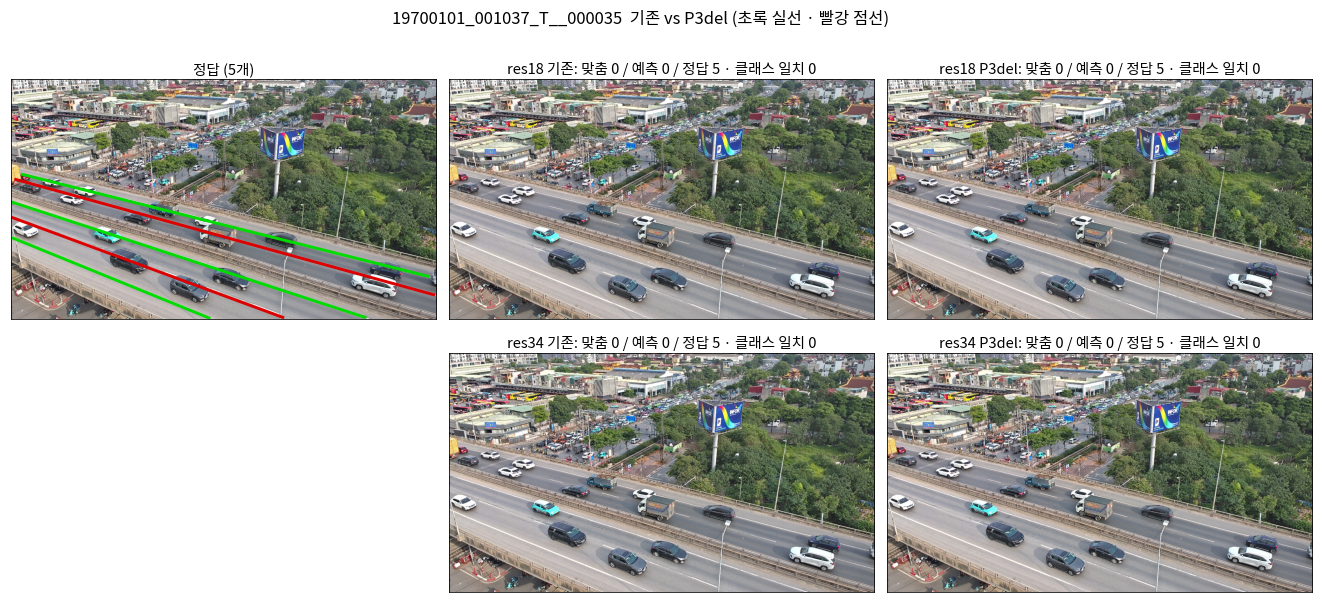 19700101_001037_T__000035 기존 vs P3del (초록 실선 · 빨강 점선)
정답 (5개)
res18 기존: 맞춤 0 / 예측 0 / 정답 5 · 클래스 일치 0
res18 P3del: 맞춤 0 / 예측 0 / 정답 5 · 클래스 일치 0
res34 기존: 맞춤 0 / 예측 0 / 정답 5 · 클래스 일치 0
res34 P3del: 맞춤 0 / 예측 0 / 정답 5 · 클래스 일치 0